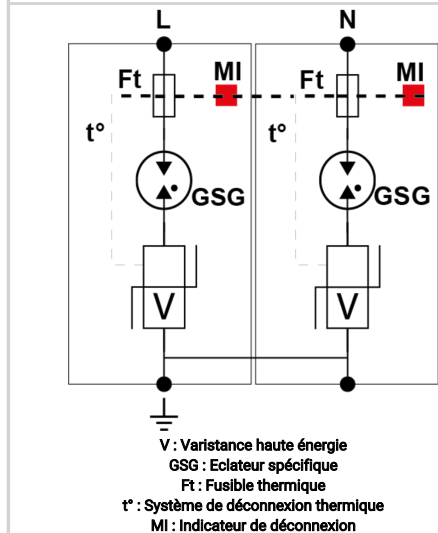 L N
Ft MI Ft MI
t° t°
GSG GSG
V V
V : Varistance haute énergie
GSG : Eclateur spécifique
Ft : Fusible thermique
t° : Système de déconnexion thermique
MI : Indicateur de déconnexion